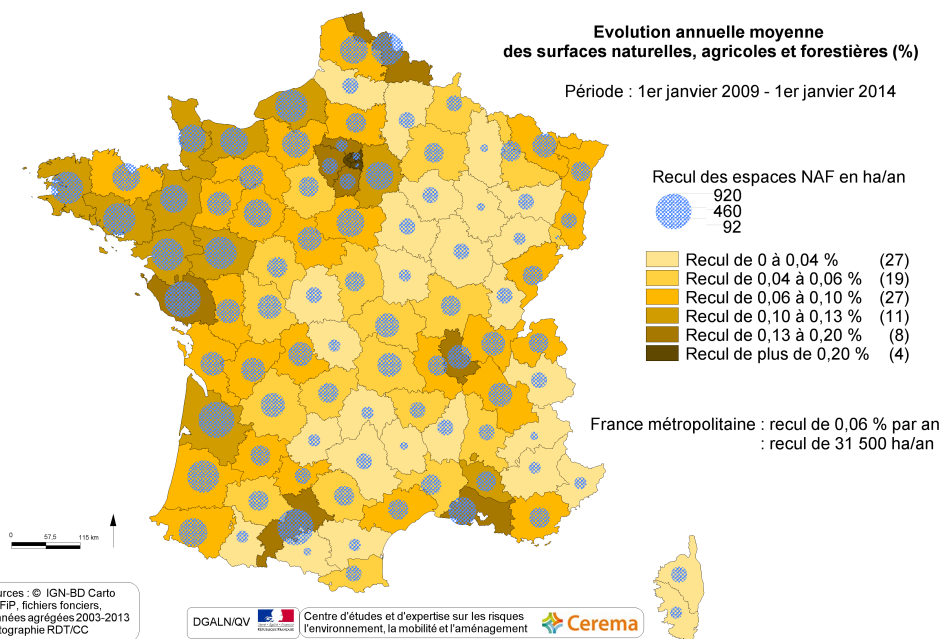 Evolution annuelle moyenne
des surfaces naturelles, agricoles et forestières (%)
Période : 1er janvier 2009 - 1er janvier 2014
Recul des espaces NAF en ha/an
920
460
92
Recul de 0 à 0,04 % (27)
Recul de 0,04 à 0,06 % (19)
Recul de 0,06 à 0,10 % (27)
Recul de 0,10 à 0,13 % (11)
Recul de 0,13 à 0,20 % (8)
Recul de plus de 0,20 % (4)
France métropolitaine : recul de 0,06 % par an
: recul de 31 500 ha/an
0 57,5 115 km
urces : © IGN-BD Carto
FiP, fichiers fonciers,
nnées agrégées 2003-2013
tographie RDT/CC
DGALN/QV
Centre d'études et d'expertise sur les risques
l'environnement, la mobilité et l'aménagement
Cerema